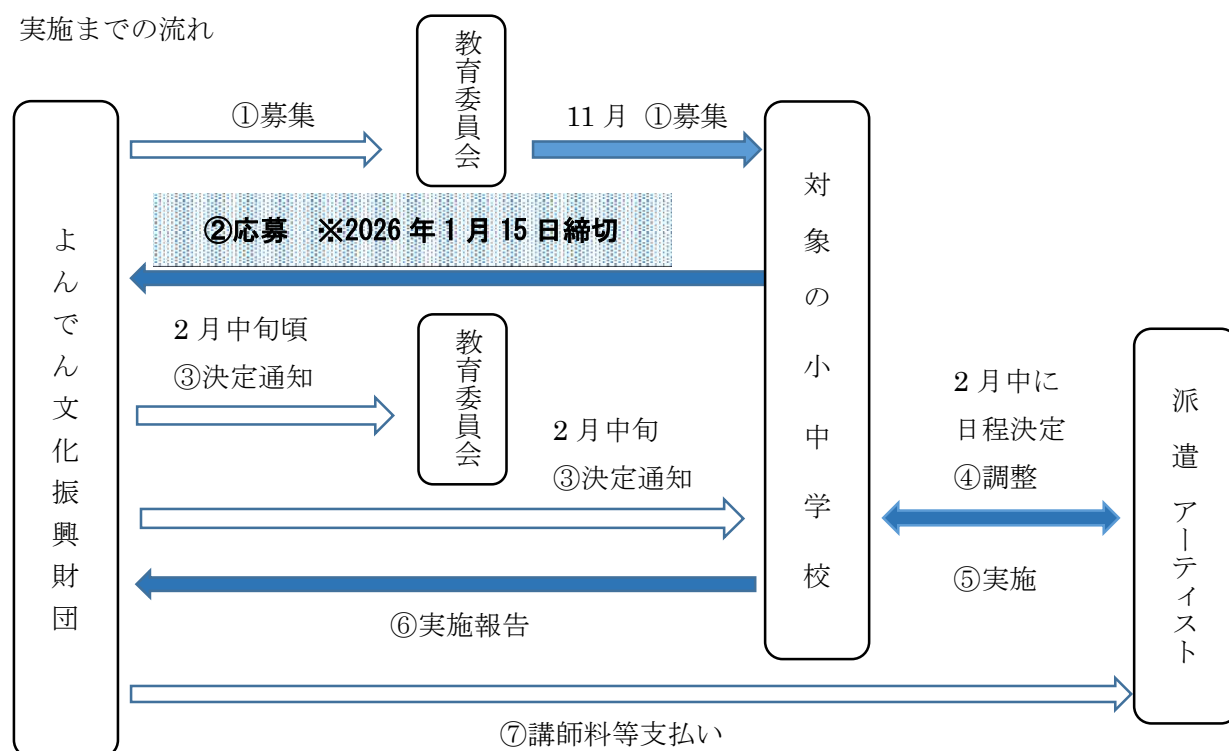 実施までの流れ
教育委員会
①募集
11月 ①募集
よんでん文化振興財団
対象の小中学校
②応募 ※2026年1月15日締切
2月中旬頃
③決定通知
教育委員会
2月中旬
③決定通知
2月中に
日程決定
④調整
派遣 アーティスト
⑤実施
⑥実施報告
⑦講師料等支払い